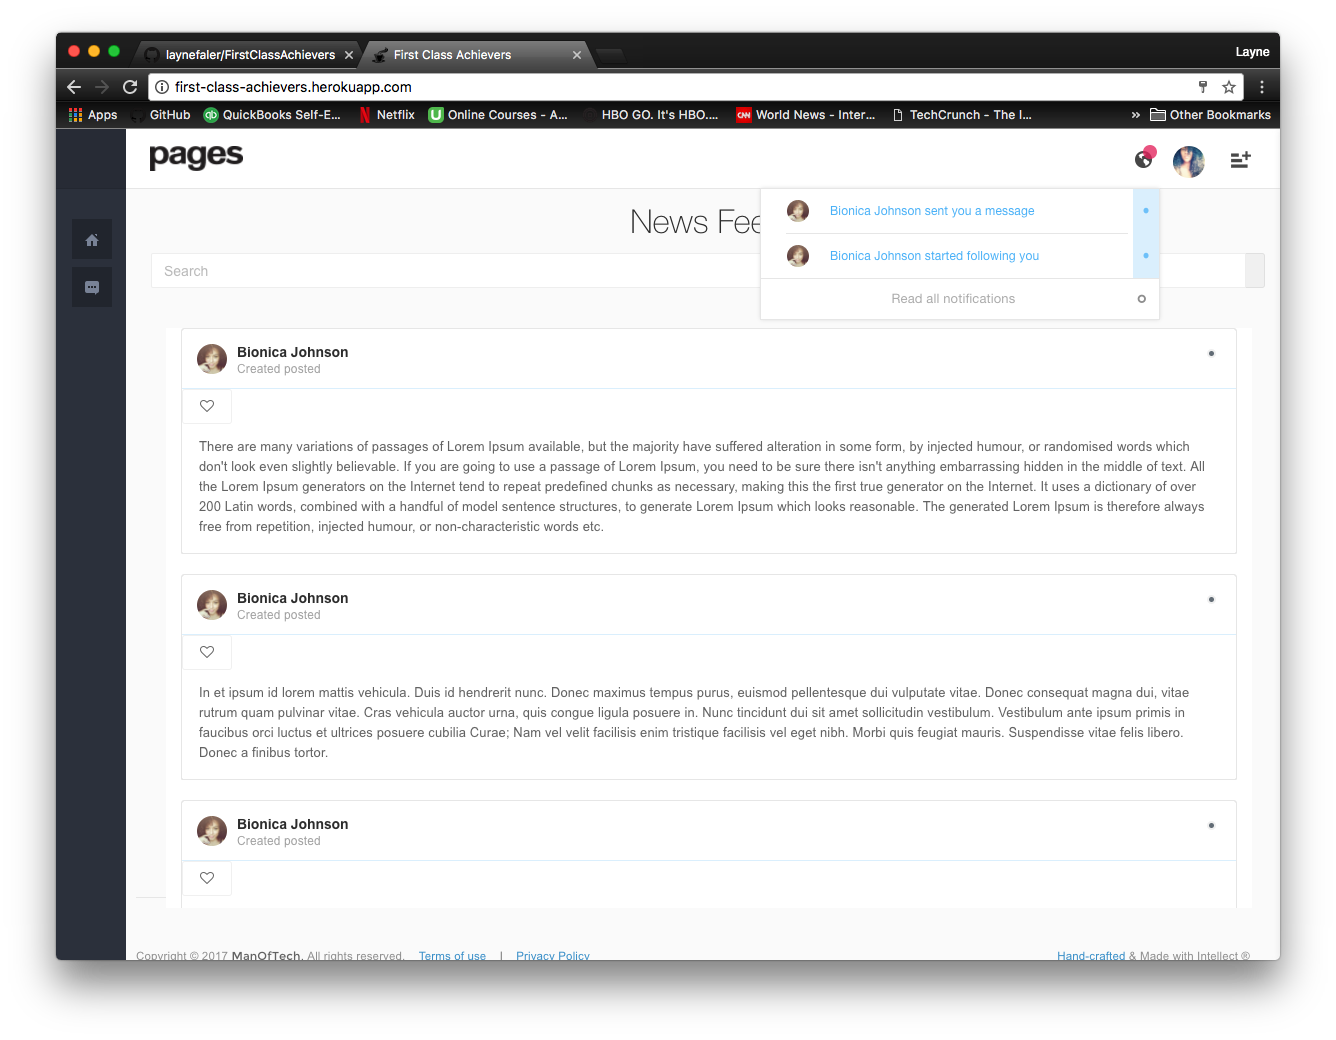 laynefaler/FirstClassAchievers
First Class Achievers
Layne
first-class-achievers.herokuapp.com
Apps
GitHub
QuickBooks Self-E...
Netflix
Online Courses - A...
HBO GO. It's HBO....
CNN
World News - Inter...
TechCrunch - The I...
»
Other Bookmarks
pages
Bionica Johnson sent you a message
News Fee
Bionica Johnson started following you
Search
Read all notifications
Bionica Johnson
Created posted
There are many variations of passages of Lorem Ipsum available, but the majority have suffered alteration in some form, by injected humour, or randomised words which
don't look even slightly believable. If you are going to use a passage of Lorem Ipsum, you need to be sure there isn't anything embarrassing hidden in the middle of text. All
the Lorem Ipsum generators on the Internet tend to repeat predefined chunks as necessary, making this the first true generator on the Internet. It uses a dictionary of over
200 Latin words, combined with a handful of model sentence structures, to generate Lorem Ipsum which looks reasonable. The generated Lorem Ipsum is therefore always
free from repetition, injected humour, or non-characteristic words etc.
Bionica Johnson
Created posted
In et ipsum id lorem mattis vehicula. Duis id hendrerit nunc. Donec maximus tempus purus, euismod pellentesque dui vulputate vitae. Donec consequat magna dui, vitae
rutrum quam pulvinar vitae. Cras vehicula auctor urna, quis congue ligula posuere in. Nunc tincidunt dui sit amet sollicitudin vestibulum. Vestibulum ante ipsum primis in
faucibus orci luctus et ultrices posuere cubilia Curae; Nam vel velit facilisis enim tristique facilisis vel eget nibh. Morbi quis feugiat mauris. Suspendisse vitae felis libero.
Donec a finibus tortor.
Bionica Johnson
Created posted
Copyright © 2017 ManOfTech. All rights reserved. Terms of use | Privacy Policy
Hand-crafted & Made with Intellect ®